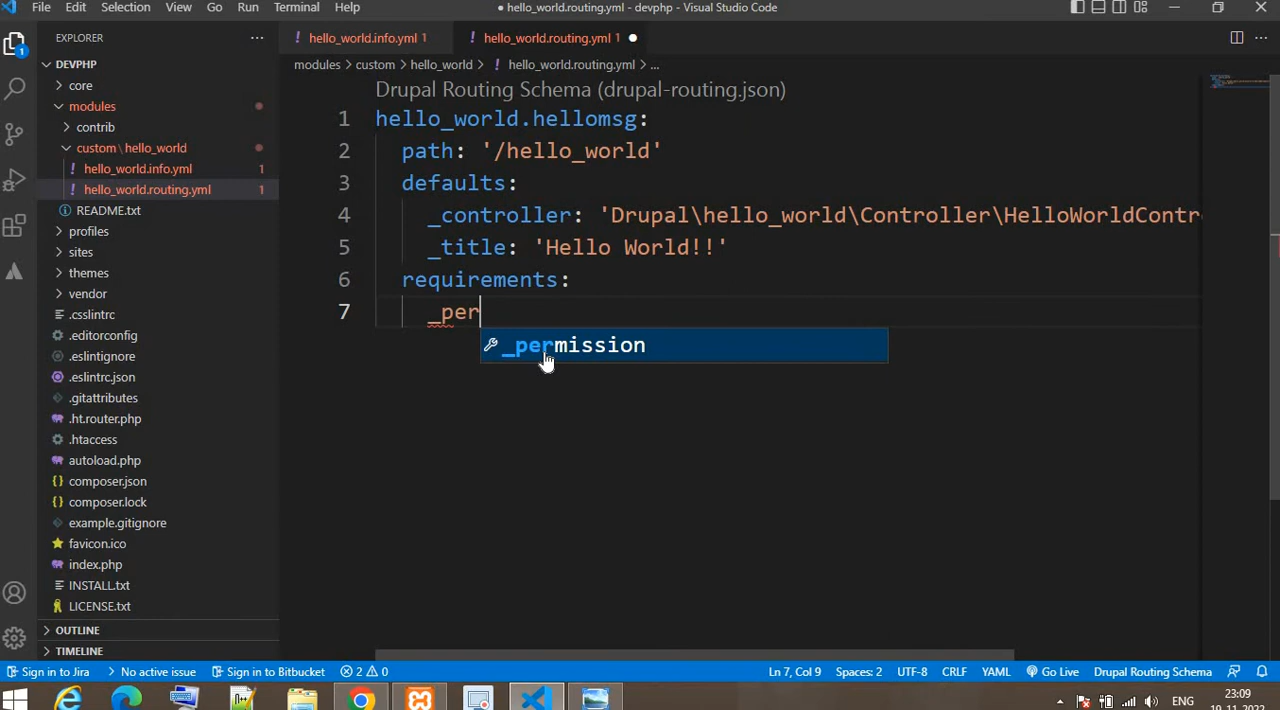 File Edit Selection View Go Run Terminal Help
● hello_world.routing.yml - devphp - Visual Studio Code
EXPLORER
DEVPHP
core
modules
contrib
custom\hello_world
! hello_world.info.yml 1
! hello_world.routing.yml 1
README.txt
profiles
sites
themes
vendor
.csslintrc
.editorconfig
.eslintignore
.eslintrc.json
.gitattributes
.ht.router.php
.htaccess
autoload.php
composer.json
composer.lock
example.gitignore
favicon.ico
index.php
INSTALL.txt
LICENSE.txt
OUTLINE
TIMELINE
1
! hello_world.info.yml 1
! hello_world.routing.yml 1 ●
modules > custom > hello_world > ! hello_world.routing.yml > ...
Drupal Routing Schema (drupal-routing.json)
1 hello_world.hellomsg:
2 path: '/hello_world'
3 defaults:
4 _controller: 'Drupal\hello_world\Controller\HelloWorldContr
5 _title: 'Hello World!!'
6 requirements:
7 _per
_permission
Sign in to Jira > No active issue Sign in to Bitbucket 2 0 Ln 7, Col 9 Spaces: 2 UTF-8 CRLF YAML Go Live Drupal Routing Schema
ENG
23:09
19-11-2022